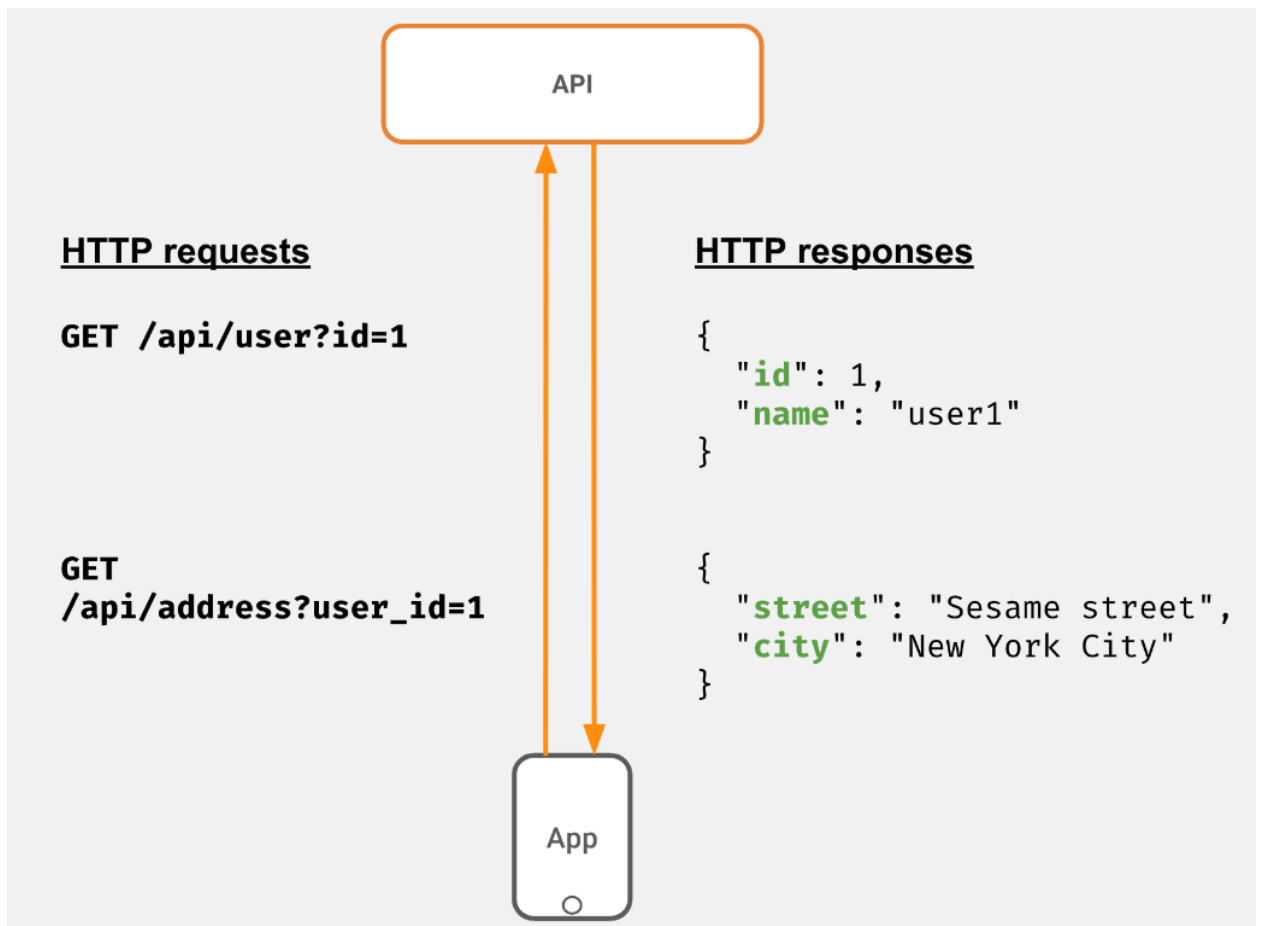 API
HTTP requests
HTTP responses
GET /api/user?id=1
{
"id": 1,
"name": "user1"
}
GET
/api/address?user_id=1
{
"street": "Sesame street",
"city": "New York City"
}
App